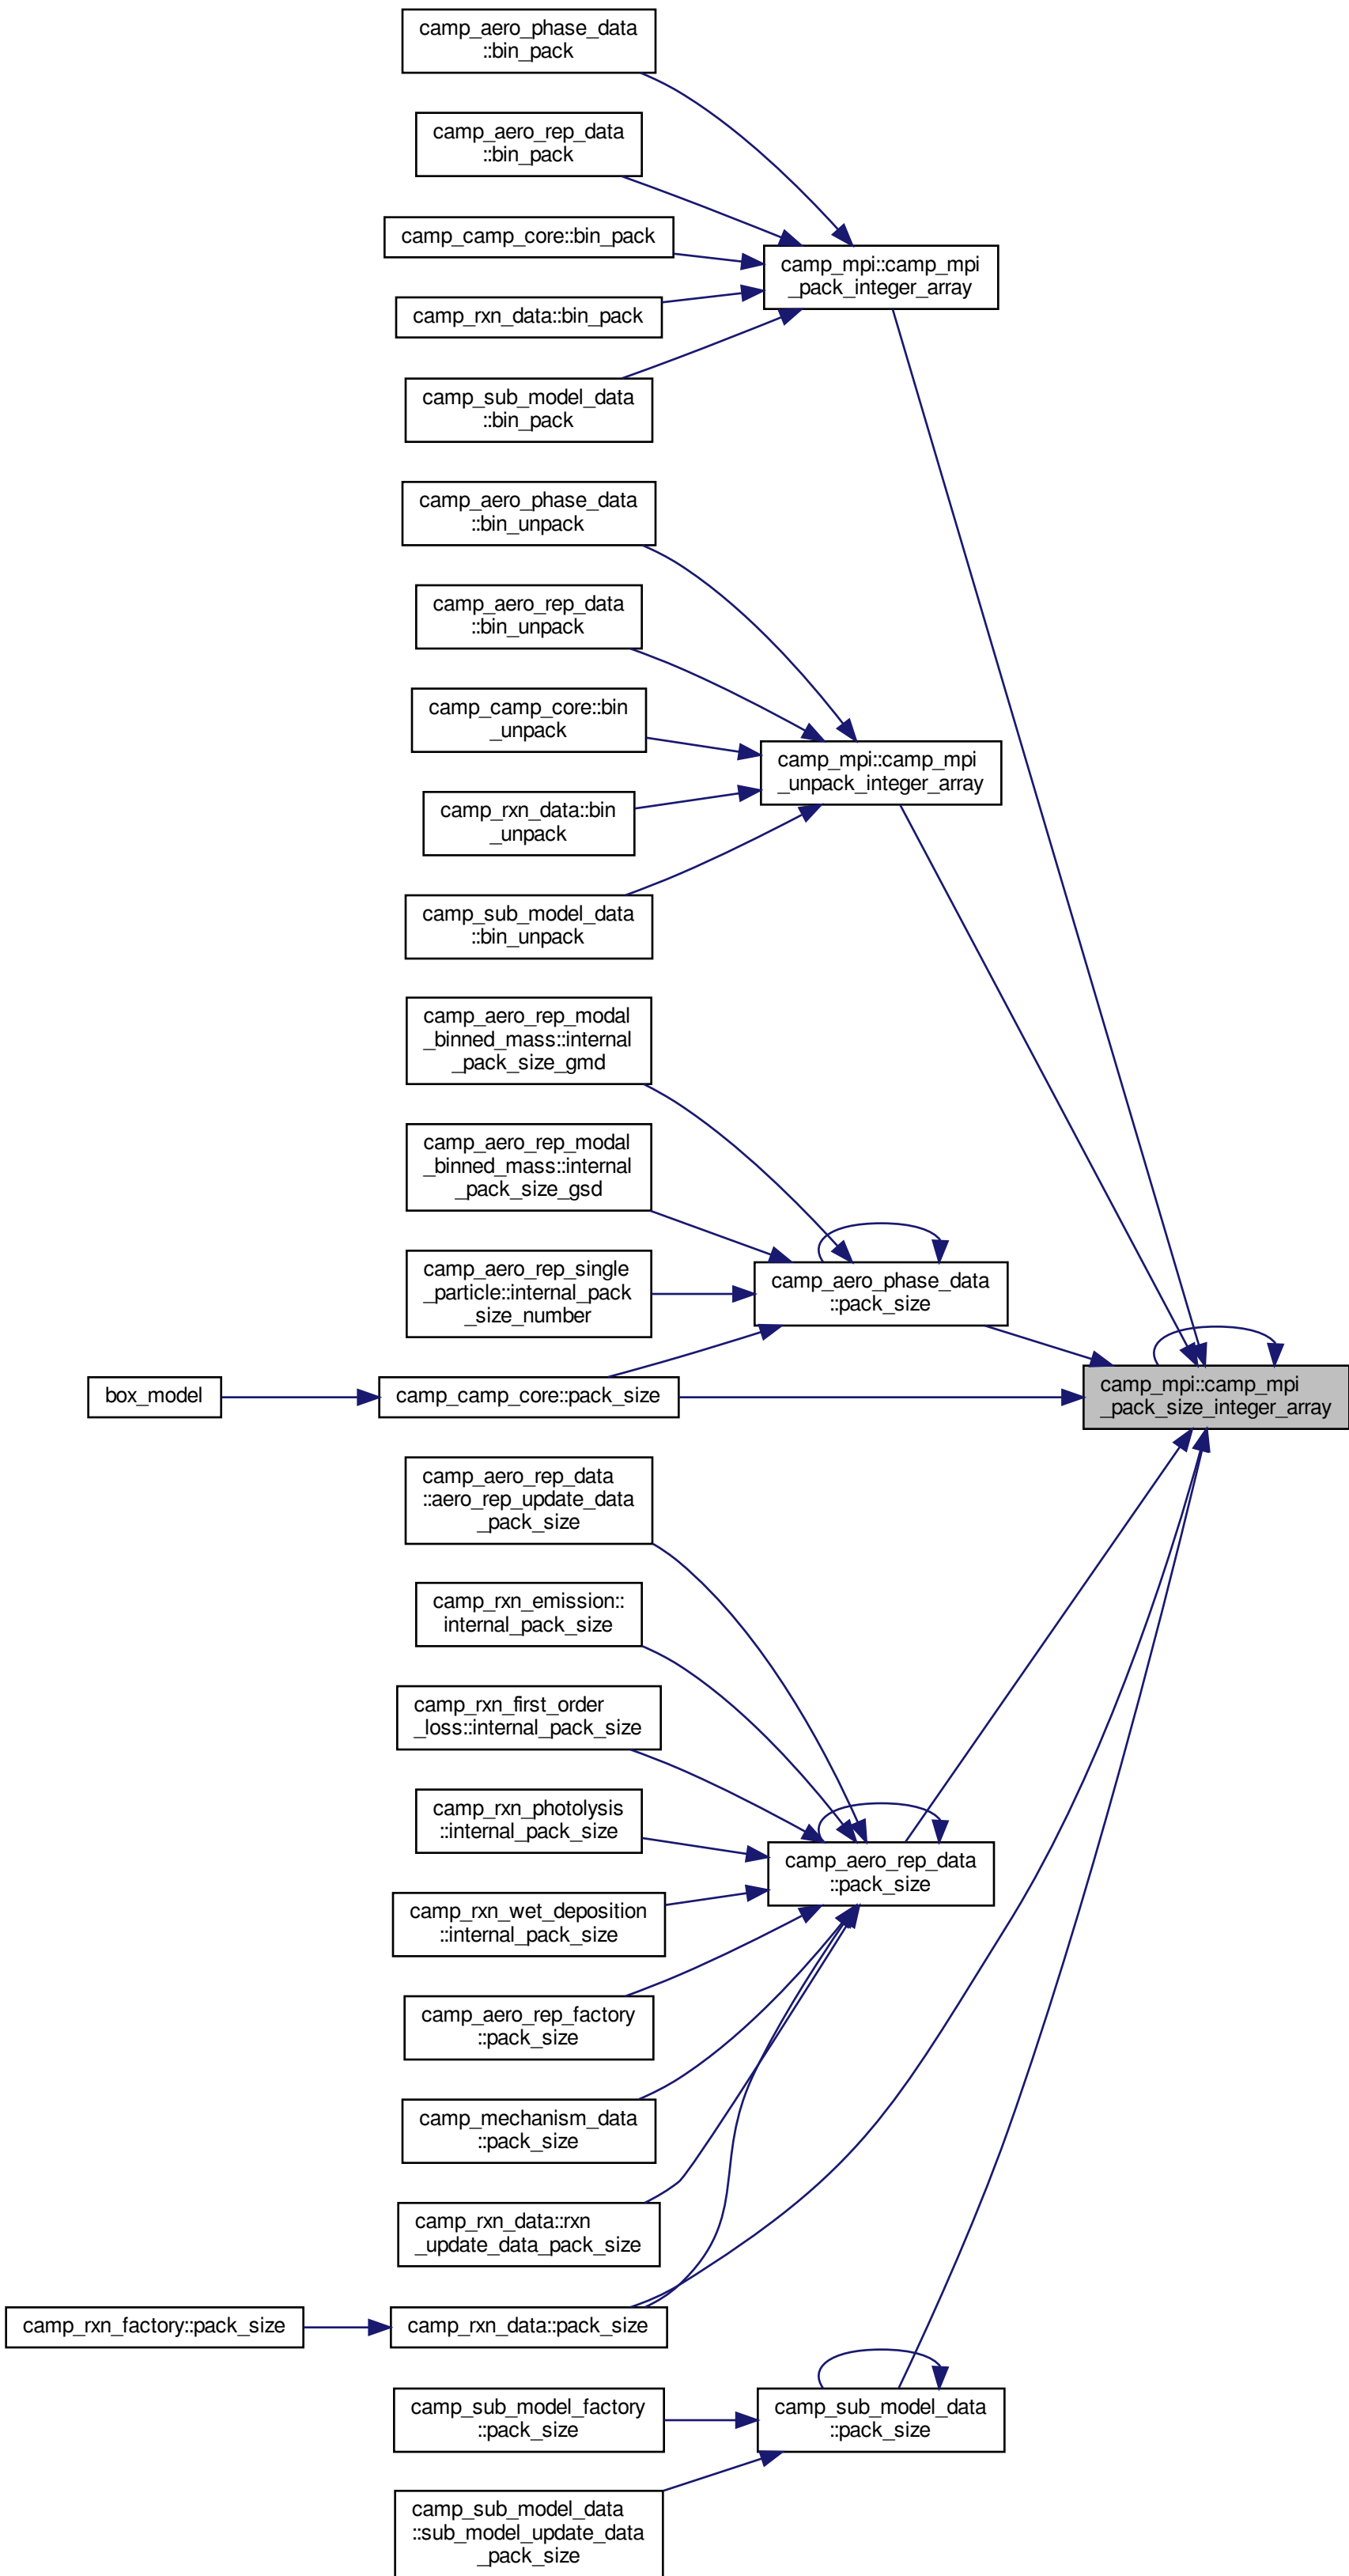 camp_aero_phase_data
::bin_pack
camp_aero_rep_data
::bin_pack
camp_camp_core::bin_pack
camp_mpi::camp_mpi
_pack_integer_array
camp_rxn_data::bin_pack
camp_sub_model_data
::bin_pack
camp_aero_phase_data
::bin_unpack
camp_aero_rep_data
::bin_unpack
camp_camp_core::bin
_unpack
camp_mpi::camp_mpi
_unpack_integer_array
camp_rxn_data::bin
_unpack
camp_sub_model_data
::bin_unpack
camp_aero_rep_modal
_binned_mass::internal
_pack_size_gmd
camp_aero_rep_modal
_binned_mass::internal
_pack_size_gsd
camp_aero_rep_single
_particle::internal_pack
_size_number
camp_aero_phase_data
::pack_size
box_model
camp_camp_core::pack_size
camp_mpi::camp_mpi
_pack_size_integer_array
camp_aero_rep_data
::aero_rep_update_data
_pack_size
camp_rxn_emission::
internal_pack_size
camp_rxn_first_order
_loss::internal_pack_size
camp_rxn_photolysis
::internal_pack_size
camp_aero_rep_data
::pack_size
camp_rxn_wet_deposition
::internal_pack_size
camp_aero_rep_factory
::pack_size
camp_mechanism_data
::pack_size
camp_rxn_data::rxn
_update_data_pack_size
camp_rxn_factory::pack_size
camp_rxn_data::pack_size
camp_sub_model_factory
::pack_size
camp_sub_model_data
::pack_size
camp_sub_model_data
::sub_model_update_data
_pack_size